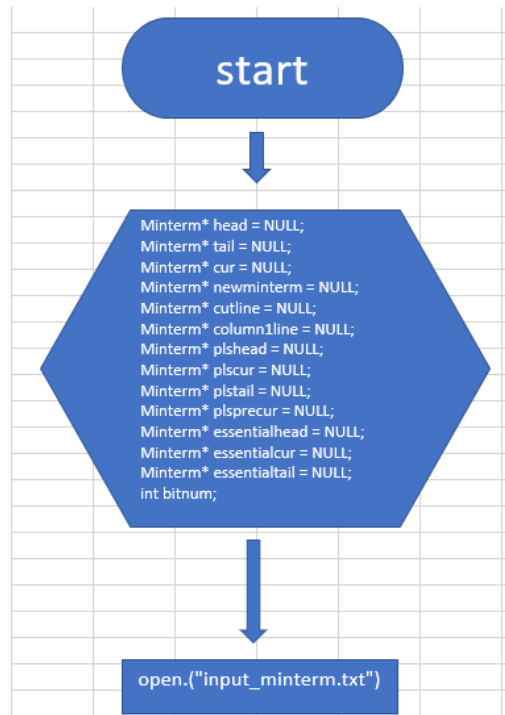 start
Minterm* head = NULL;
Minterm* tail = NULL;
Minterm* cur = NULL;
Minterm* newminterm = NULL;
Minterm* cutline = NULL;
Minterm* column1line = NULL;
Minterm* plshead = NULL;
Minterm* plscur = NULL;
Minterm* plstail = NULL;
Minterm* plsprecur = NULL;
Minterm* essentialhead = NULL;
Minterm* essentialcur = NULL;
Minterm* essentialtail = NULL;
int bitnum;
open.("input_minterm.txt")